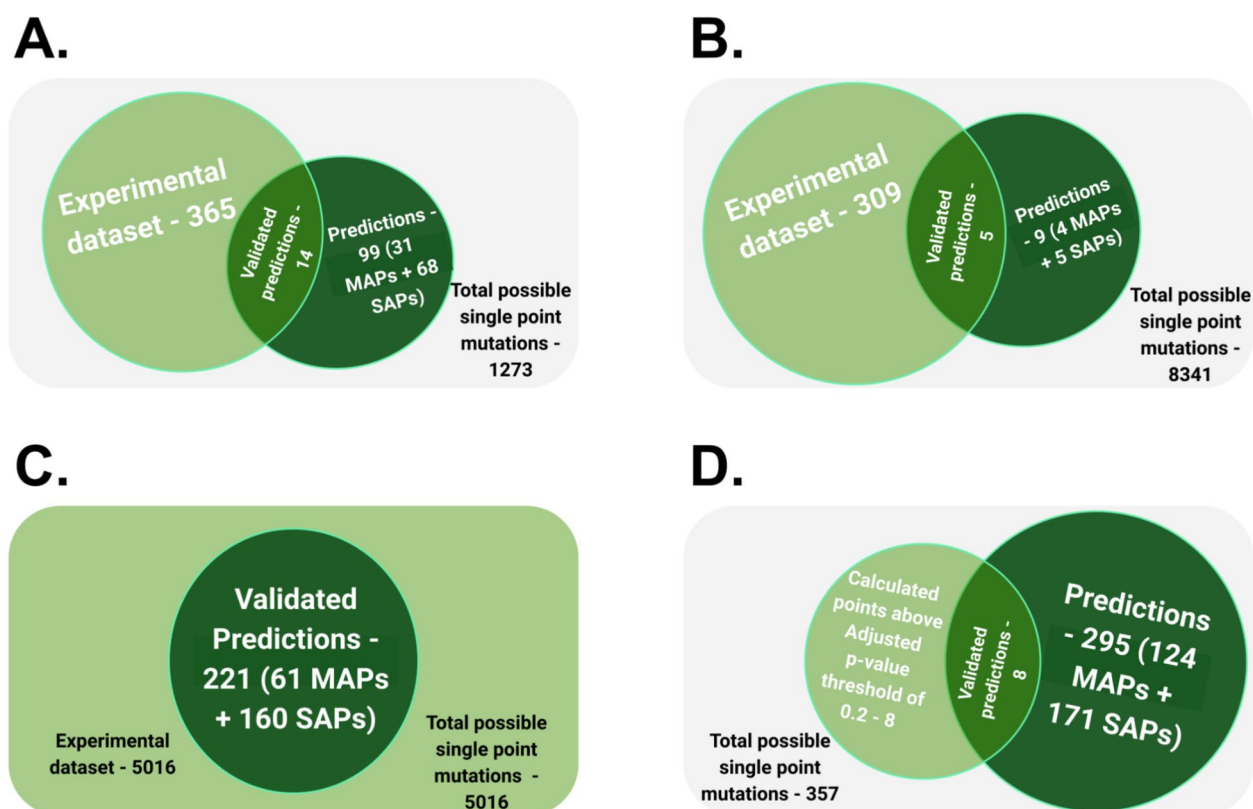 A.
Experimental
dataset - 365
Validated
predictions -
14
Predictions -
99 (31
MAPs + 68
SAPs)
Total possible
single point
mutations -
1273
B.
Experimental
dataset - 309
Validated
predictions -
5
Predictions
- 9 (4 MAPs
+ 5 SAPs)
Total possible
single point
mutations -
8341
C.
Validated
Predictions -
221 (61 MAPs
+ 160 SAPs)
Experimental
dataset - 5016
Total possible
single point
mutations -
5016
D.
Calculated
points above
Adjusted
p-value
threshold of
0.2 - 8
Validated
predictions -
8
Predictions
- 295 (124
MAPs +
171 SAPs)
Total possible
single point
mutations - 357